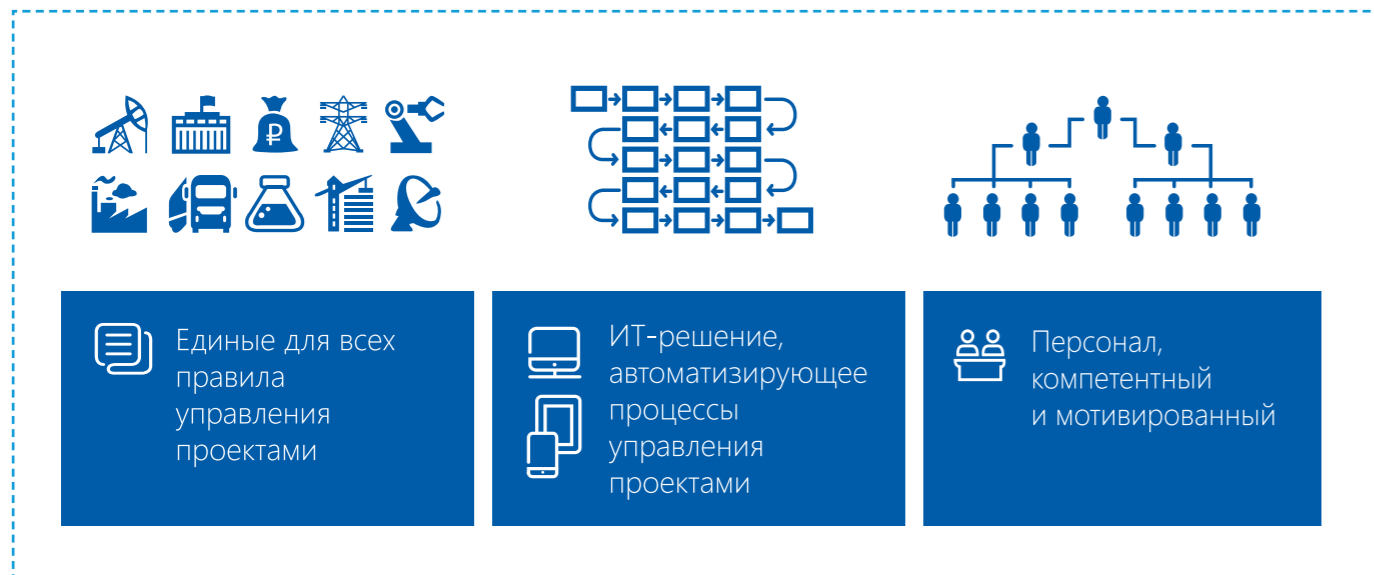 Единые для всех
правила
управления
проектами
ИТ-решение,
автоматизирующее
процессы
управления
проектами
Персонал,
компетентный
и мотивированный